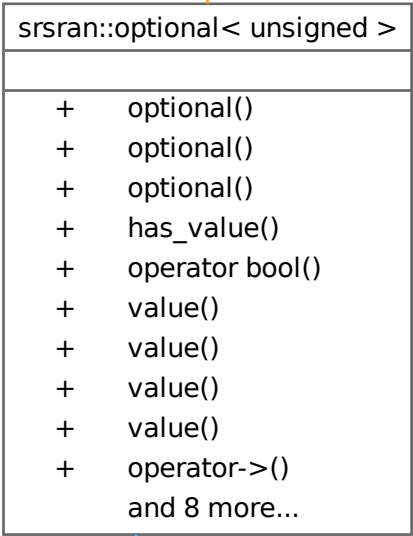 srsran::optional< unsigned >
+ optional()
+ optional()
+ optional()
+ has_value()
+ operator bool()
+ value()
+ value()
+ value()
+ value()
+ operator->()
and 8 more...